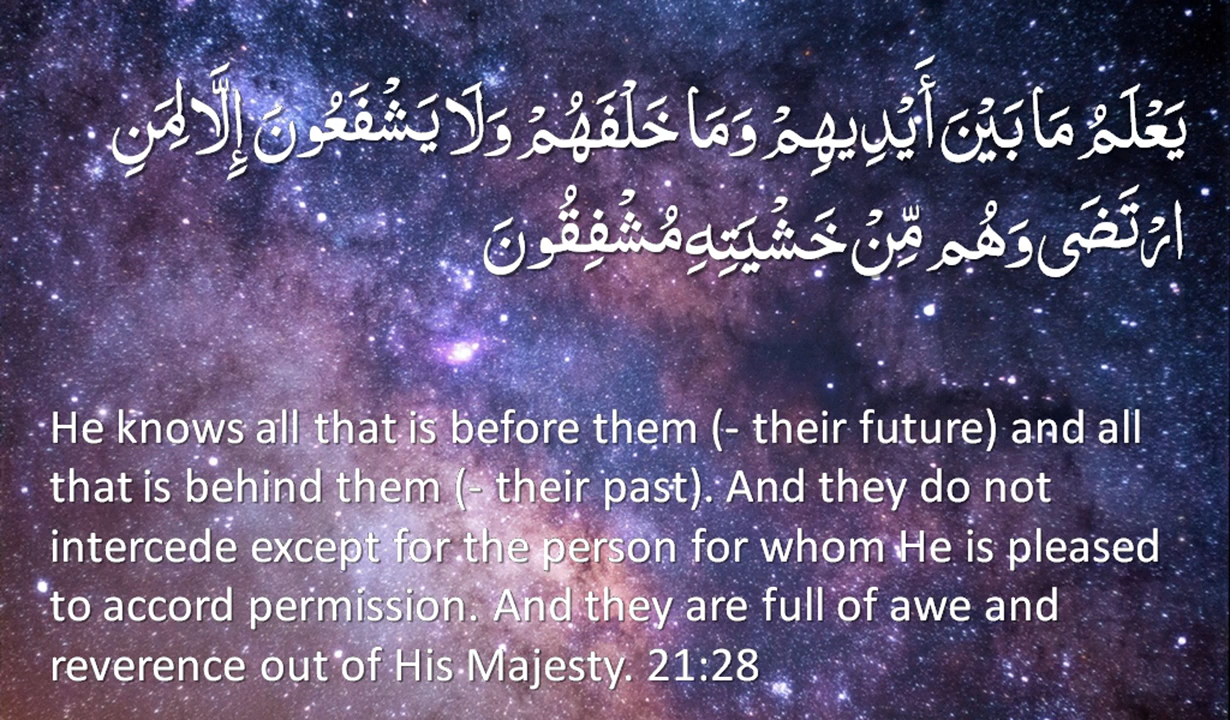 يَعْلَمُ مَا بَيْنَ أَيْدِيهِمْ وَمَا خَلْفَهُمْ وَلَا يَشْفَعُونَ إِلَّا لِمَنِ
ارْتَضَى وَهُم مِّنْ خَشْيَتِهِ مُشْفِقُونَ
He knows all that is before them (- their future) and all
that is behind them (- their past). And they do not
intercede except for the person for whom He is pleased
to accord permission. And they are full of awe and
reverence out of His Majesty. 21:28